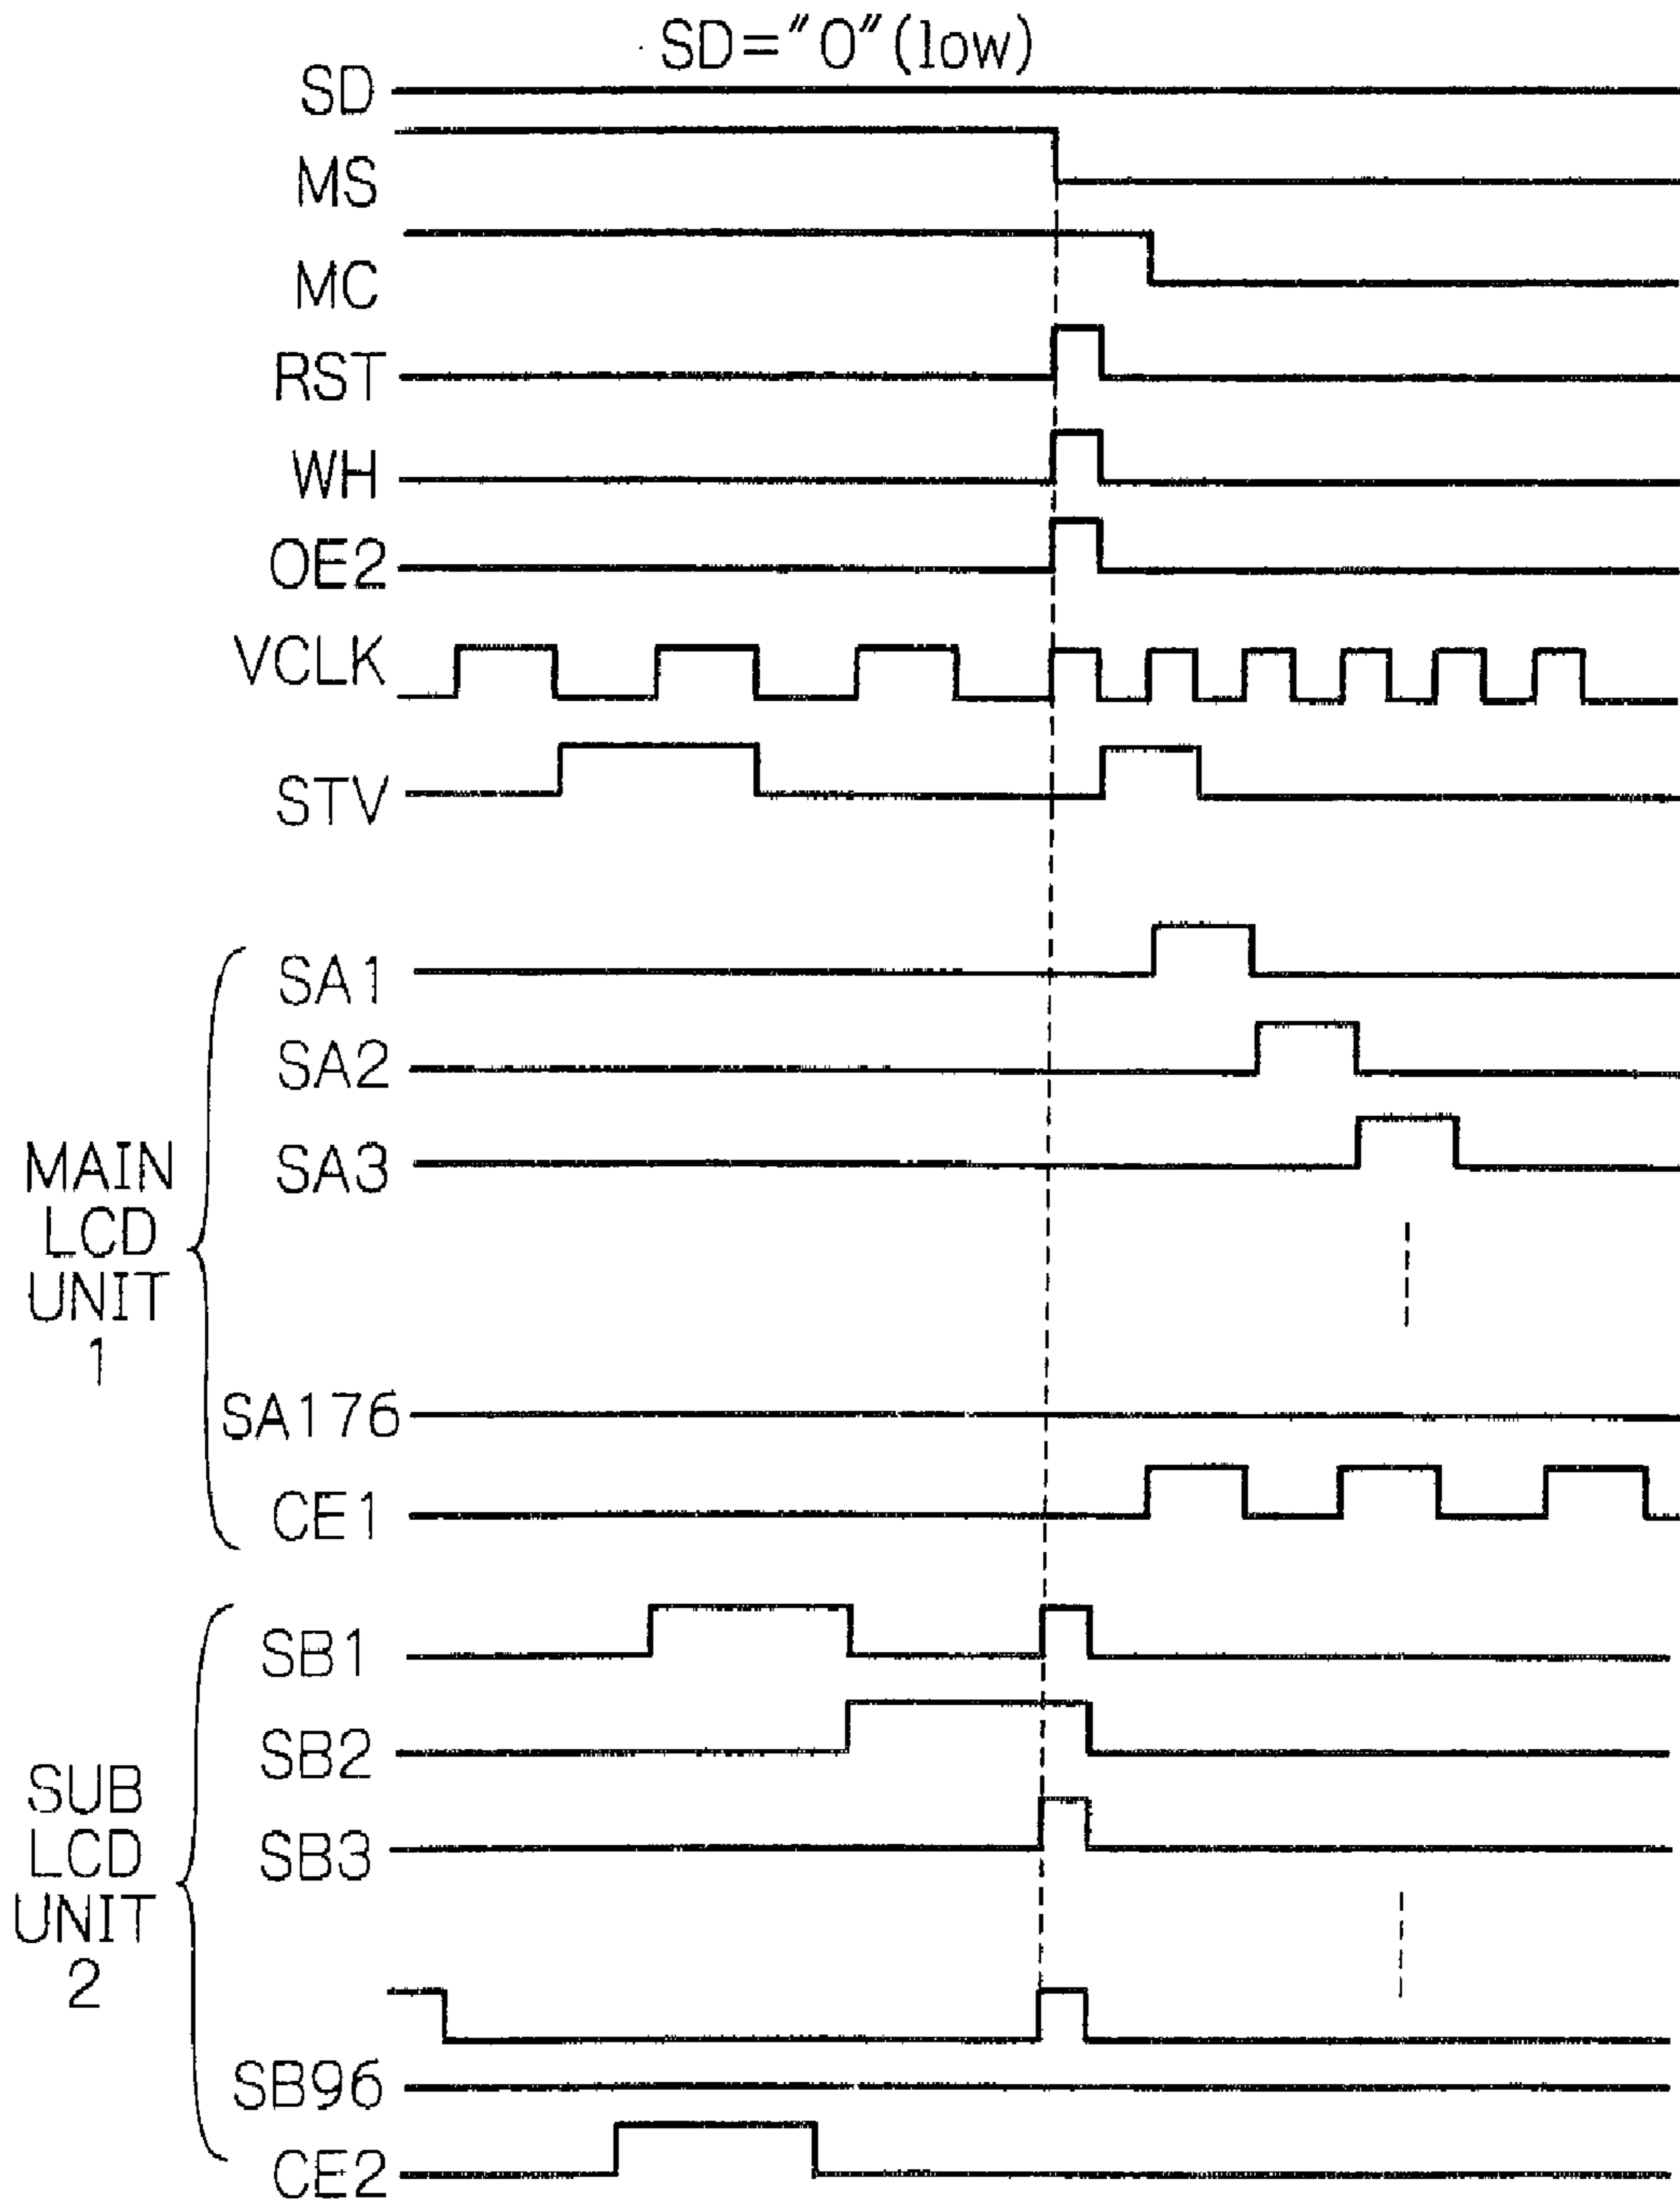 SD="0"(low)
SD
MS
MC
RST
WH
OE2
VCLK
STV
MAIN
LCD
UNIT
1
SA1
SA2
SA3
SA176
CE1
SUB
LCD
UNIT
2
SB1
SB2
SB3
SB96
CE2